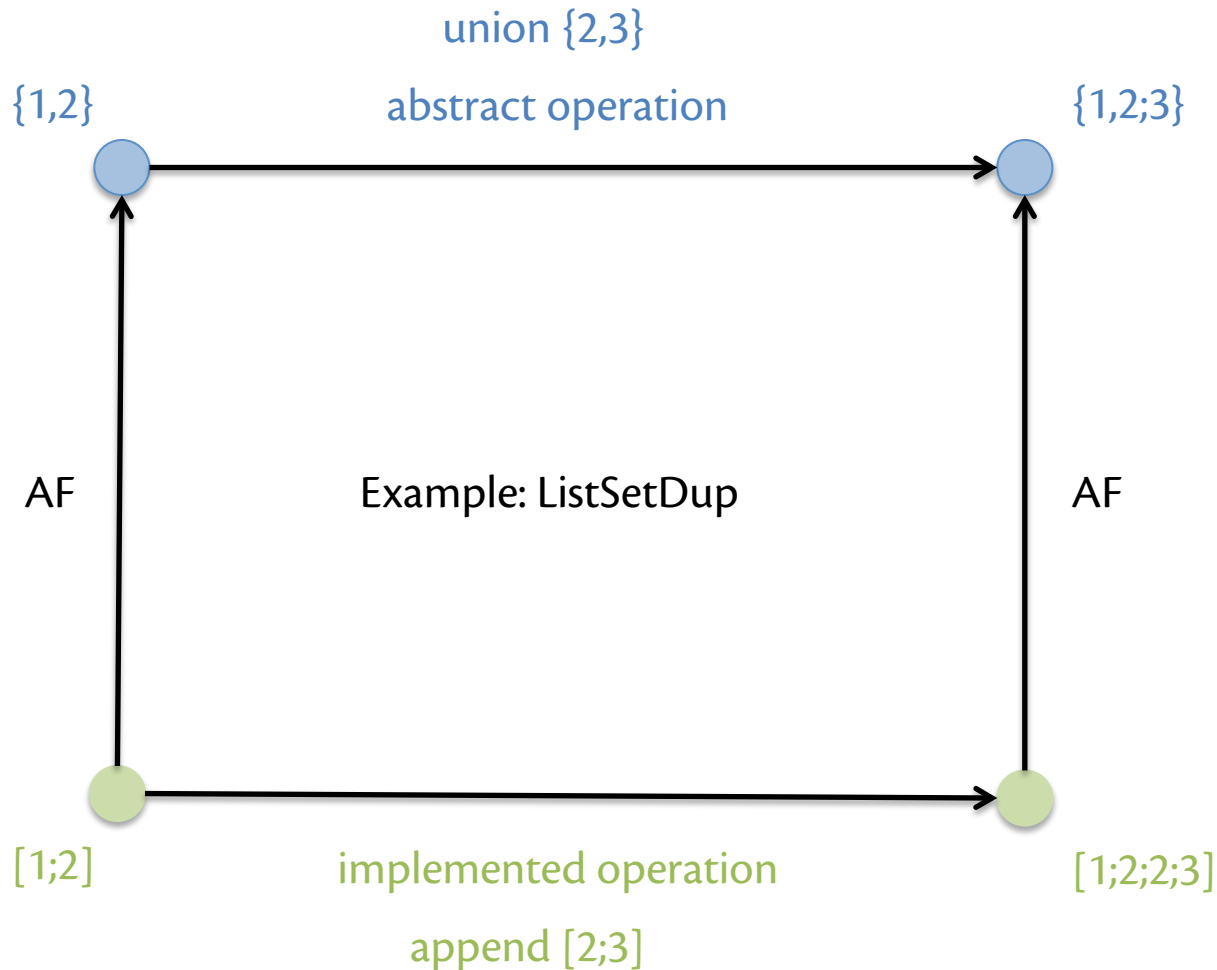 union {2,3}
{1,2}
abstract operation
{1,2;3}
AF
Example: ListSetDup
AF
[1;2]
implemented operation
[1;2;2;3]
append [2;3]